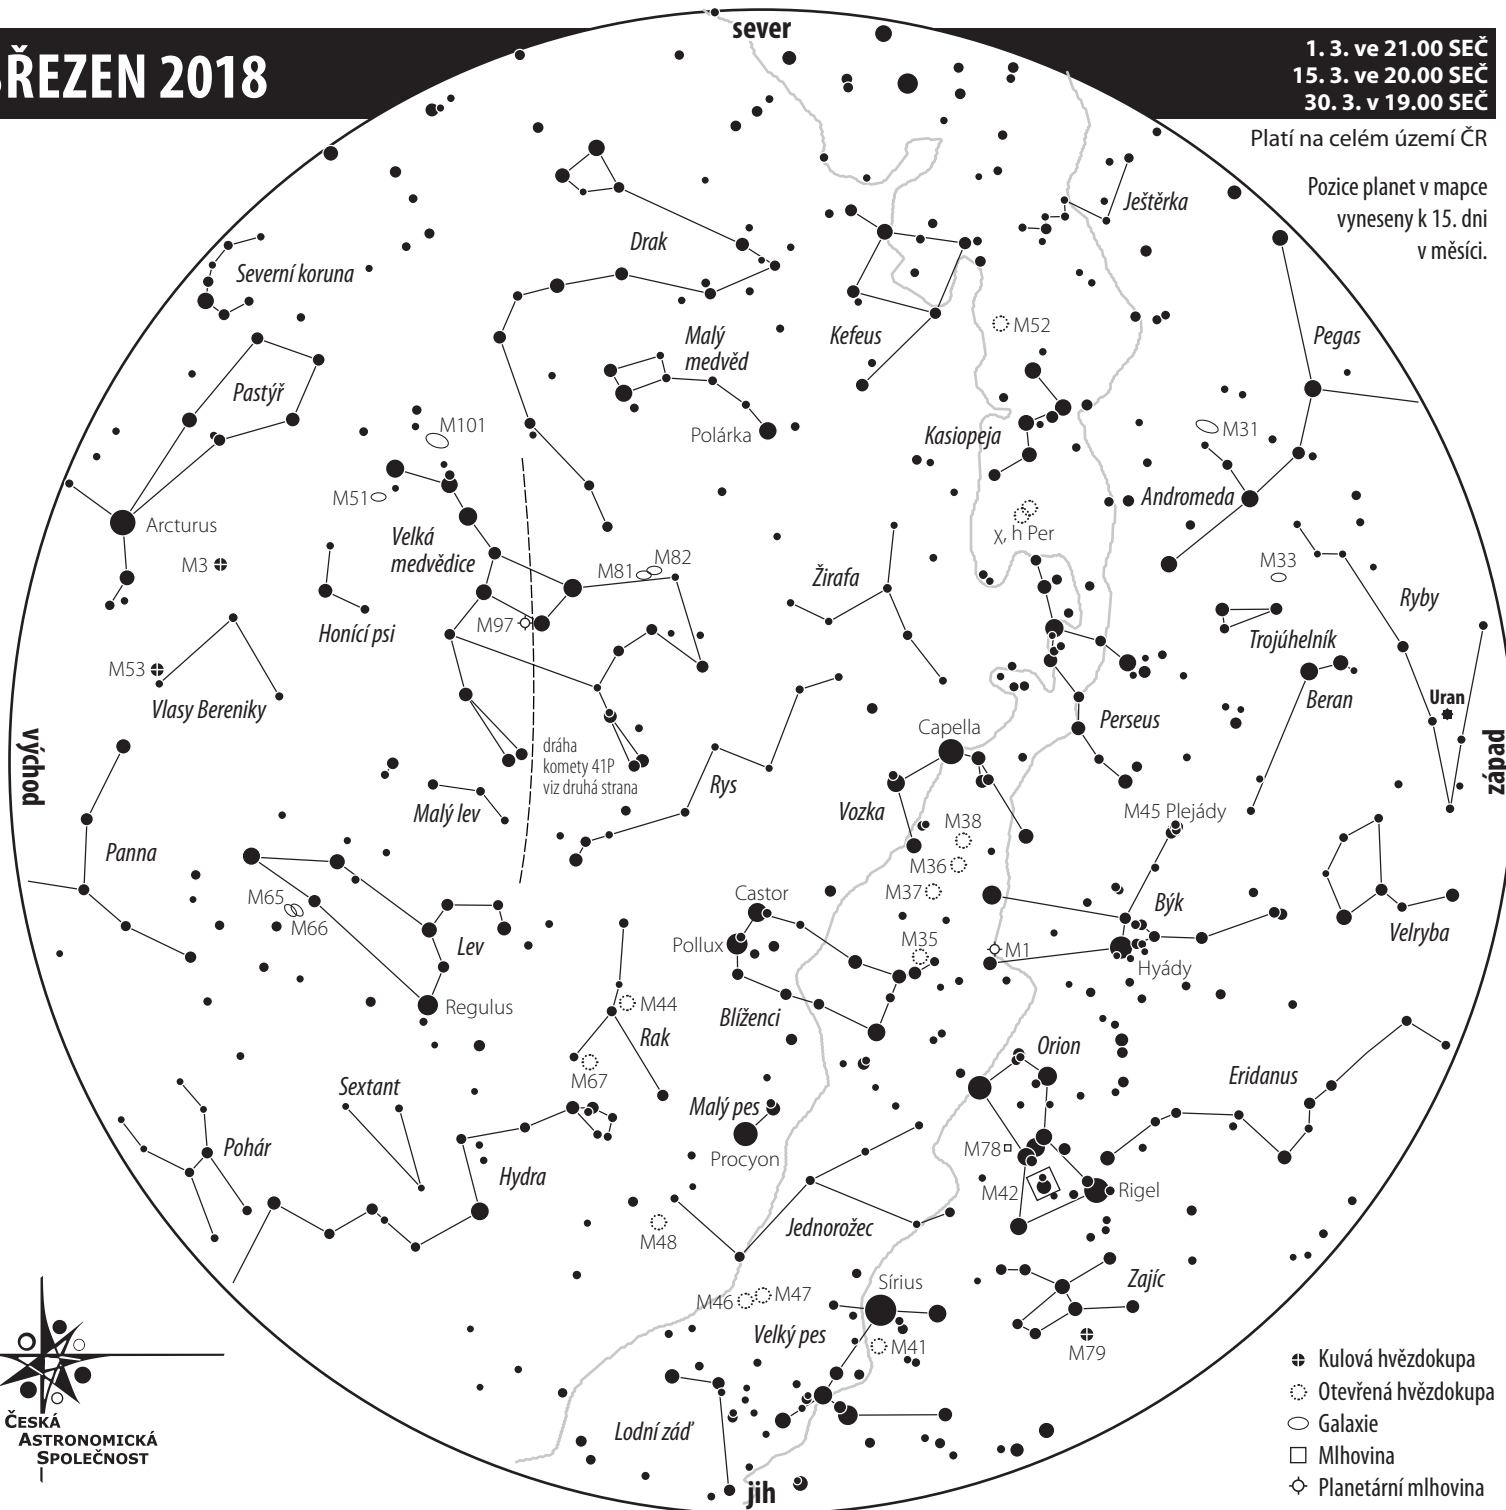 sever
ŘEZEN 2018
1. 3. ve 21.00 SEČ
15. 3. ve 20.00 SEČ
30. 3. v 19.00 SEČ
Platí na celém území ČR
Pozice planet v mapce
vyneseny k 15. dni
v měsíci.
Ještěrka
Drak
Severní koruna
M52
Malý
medvěd
Kefeus
Pegas
Pastýř
M101
Polárka
Kasiopeja
M31
M51
Andromeda
Arcturus
Velká
medvědice
χ, h Per
M3
M81
M82
Žirafa
M33
Ryby
M97
Honící psi
Trojúhelník
M53
Vlasy Bereniky
Beran
Uran
Perseus
Capella
východ
západ
dráha
komety 41P
viz druhá strana
Rys
Malý lev
Vozka
M38
M45 Plejády
Panna
M36
M37
Castor
M65
M66
Býk
Velryba
Lev
Pollux
M35
M1
Hyády
Regulus
M44
Blíženci
Rak
Orion
M67
Sextant
Eridanus
Malý pes
Pohár
Procyon
M78
Hydra
M42
Rigel
Jednorožec
M48
Sírius
Zajíc
M46
M47
Velký pes
M41
M79
Lodní záď
jih
Kulová hvězdokupa
Otevřená hvězdokupa
Galaxie
Mlhovina
Planetární mlhovina
ČESKÁ
ASTRONOMICKÁ
SPOLEČNOST